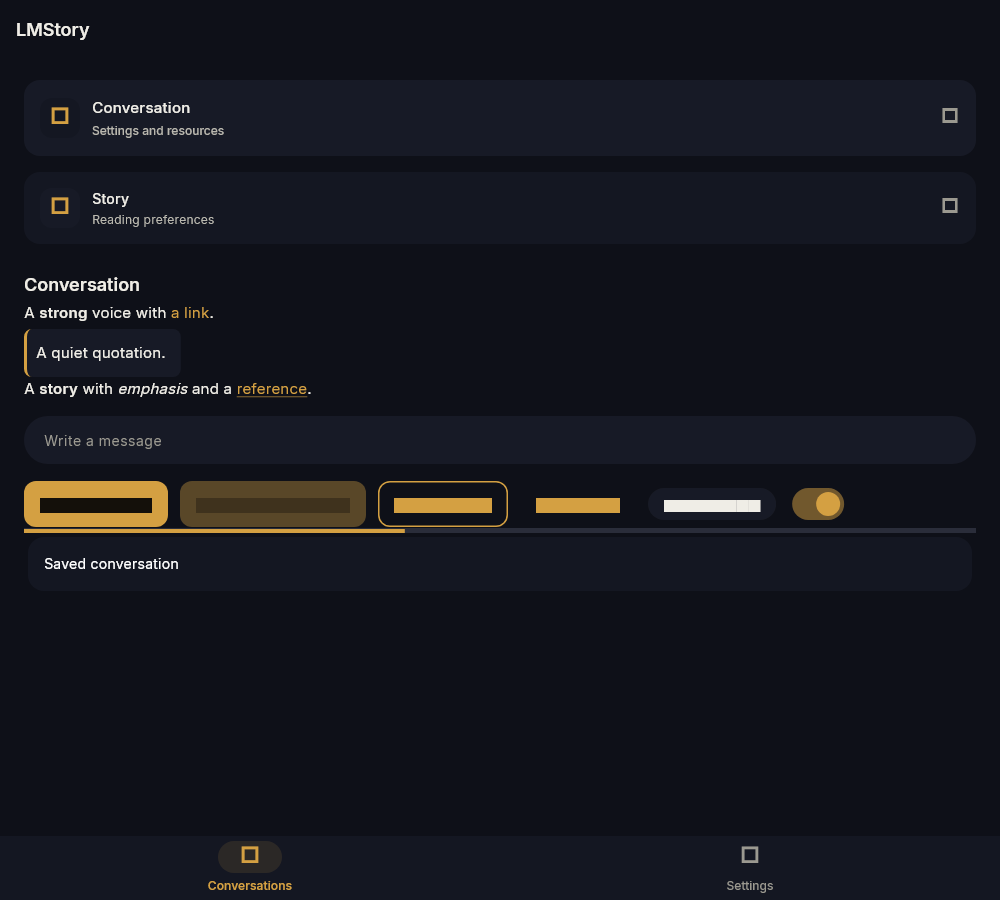 LMStory
Conversation
Settings and resources
Story
Reading preferences
Conversation
A strong voice with a link.
A quiet quotation.
A story with emphasis and a reference.
Write a message
Saved conversation
Conversations
Settings